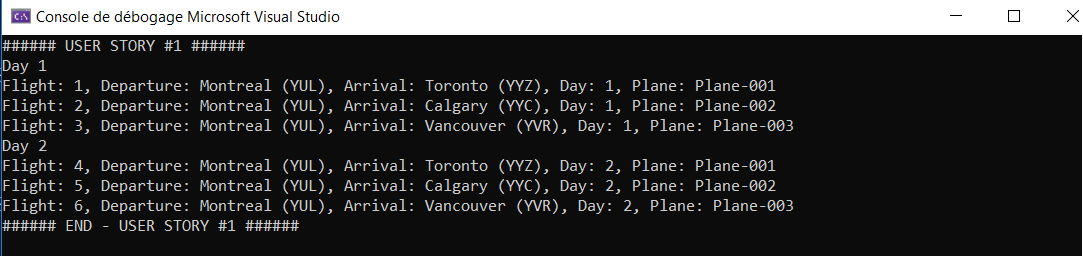 Console de débogage Microsoft Visual Studio
###### USER STORY #1 ######
Day 1
Flight: 1, Departure: Montreal (YUL), Arrival: Toronto (YYZ), Day: 1, Plane: Plane-001
Flight: 2, Departure: Montreal (YUL), Arrival: Calgary (YYC), Day: 1, Plane: Plane-002
Flight: 3, Departure: Montreal (YUL), Arrival: Vancouver (YVR), Day: 1, Plane: Plane-003
Day 2
Flight: 4, Departure: Montreal (YUL), Arrival: Toronto (YYZ), Day: 2, Plane: Plane-001
Flight: 5, Departure: Montreal (YUL), Arrival: Calgary (YYC), Day: 2, Plane: Plane-002
Flight: 6, Departure: Montreal (YUL), Arrival: Vancouver (YVR), Day: 2, Plane: Plane-003
###### END - USER STORY #1 ######